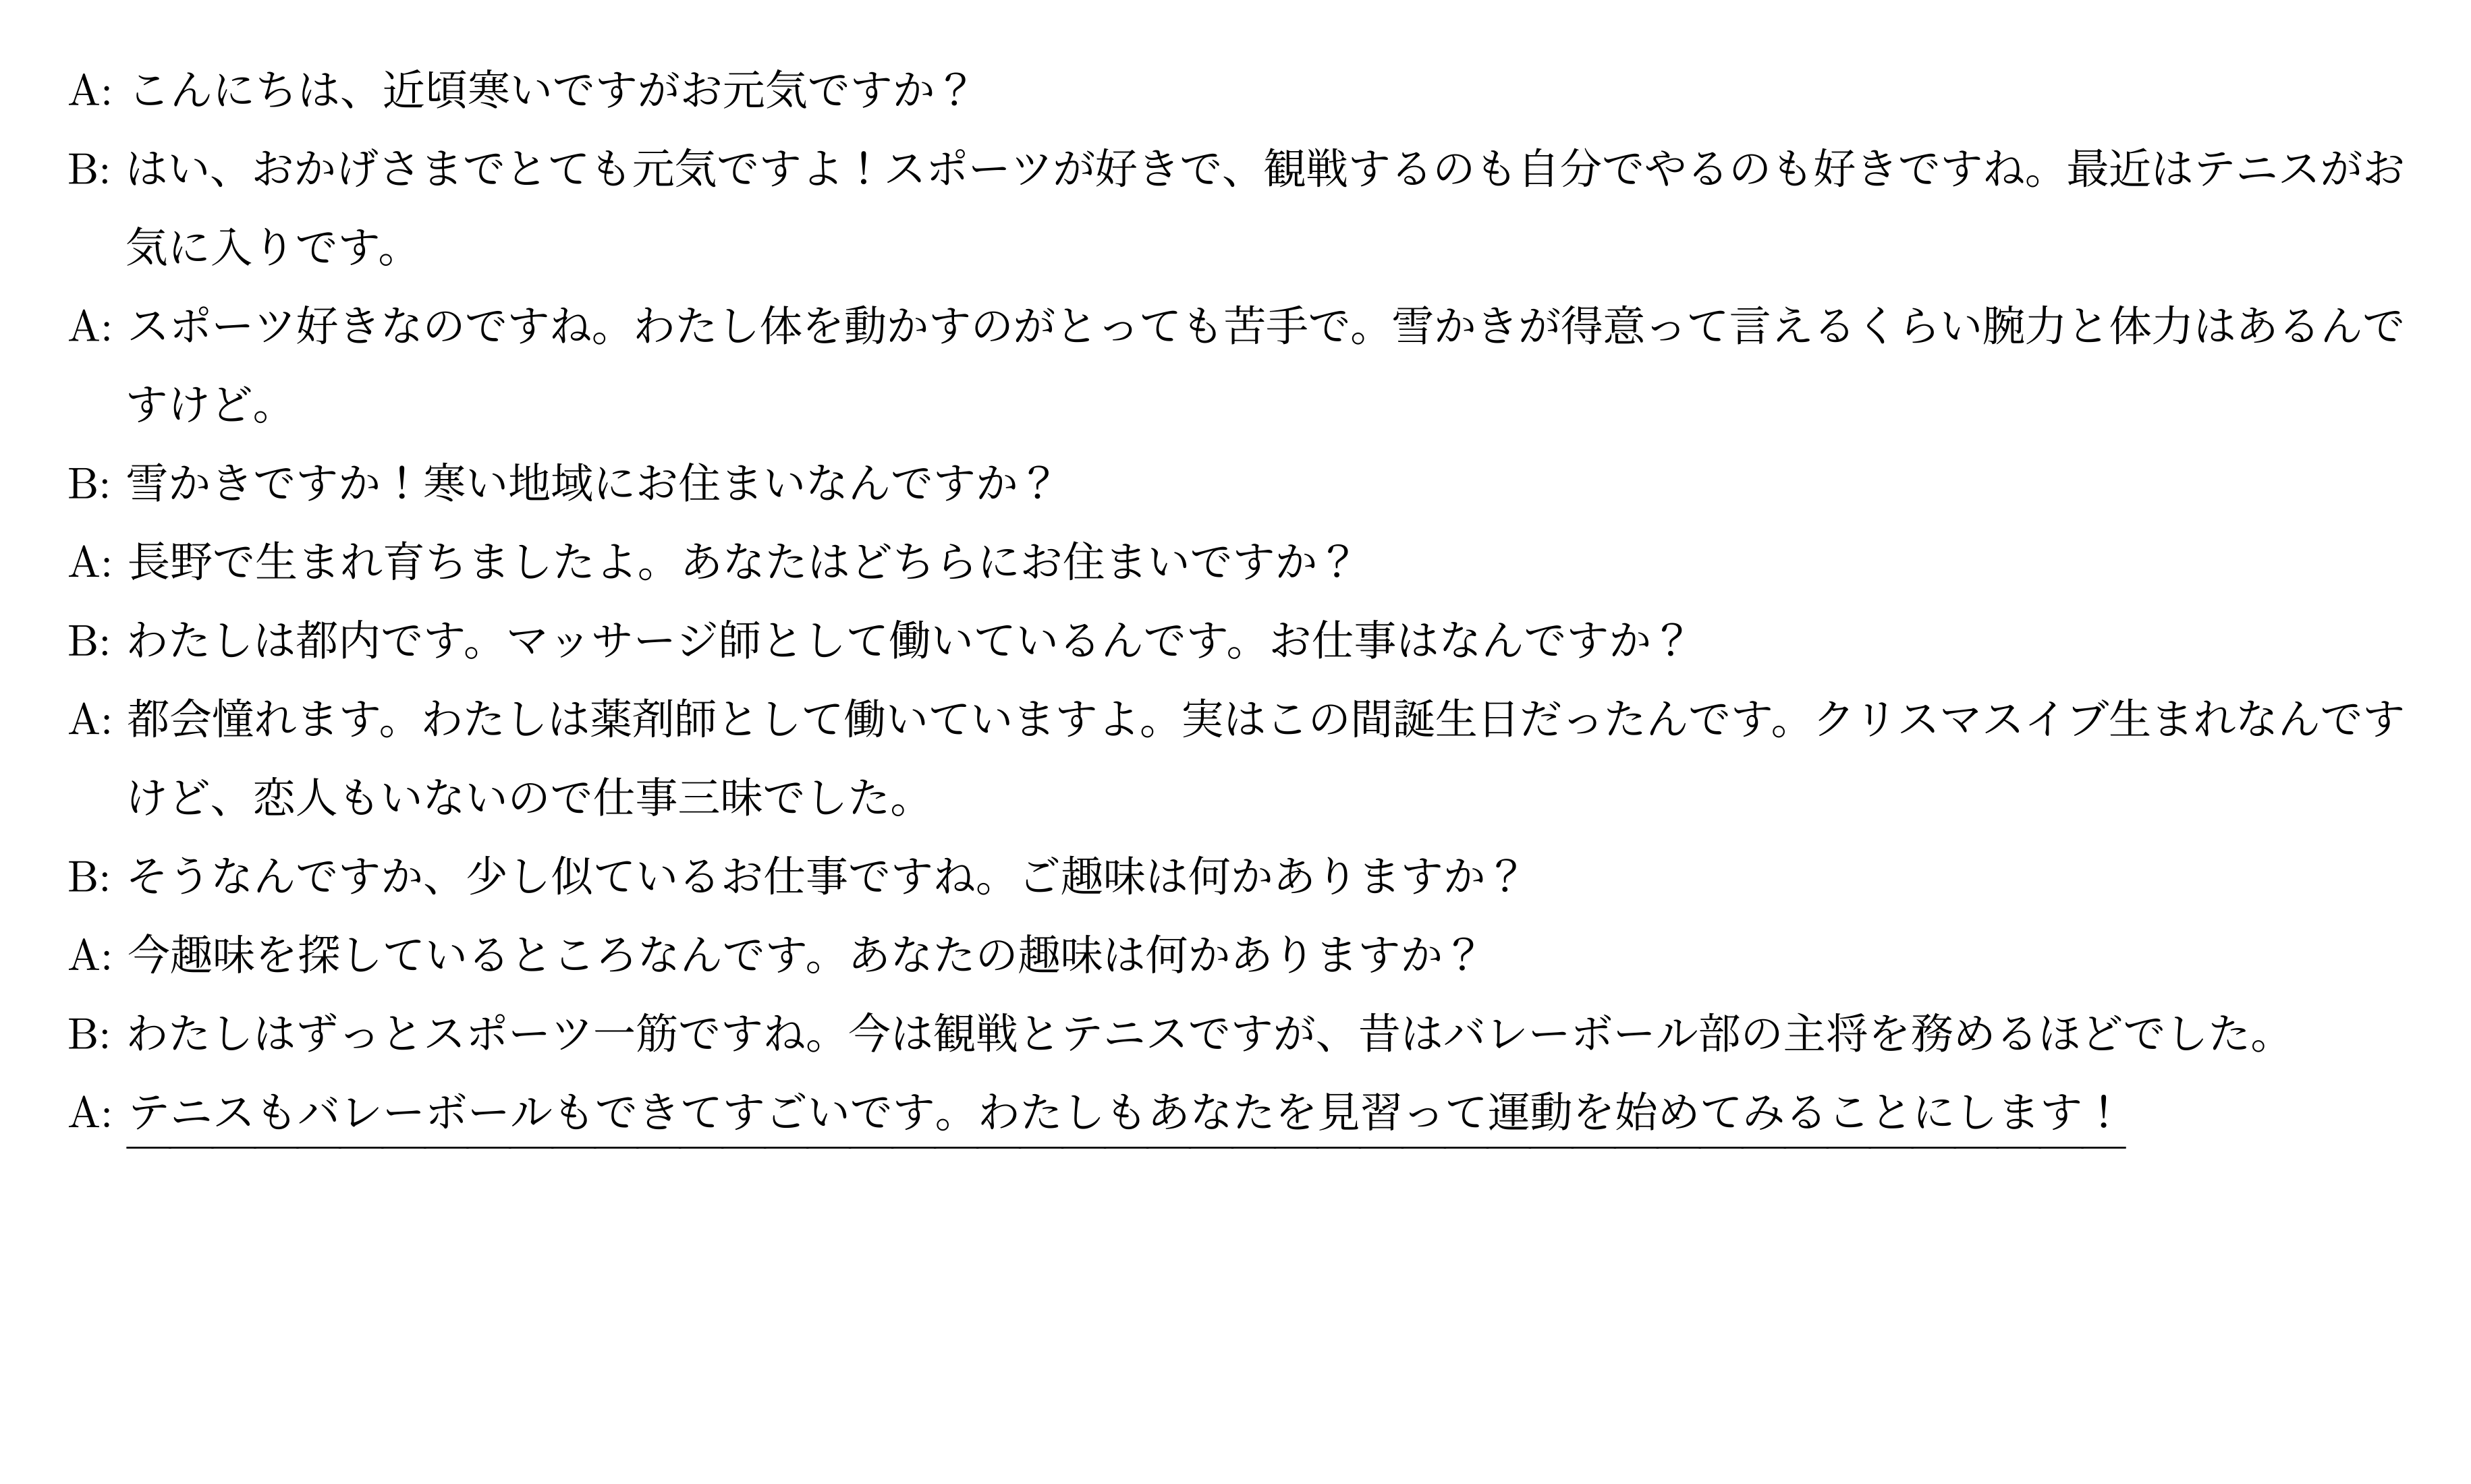 A: こんにちは、近頃寒いですがお元気ですか？
B: はい、おかげさまでとても元気ですよ！スポーツが好きで、観戦するのも自分でやるのも好きですね。最近はテニスがお
気に入りです。
A: スポーツ好きなのですね。わたし体を動かすのがとっても苦手で。雪かきが得意って言えるくらい腕力と体力はあるんで
すけど。
B: 雪かきですか！寒い地域にお住まいなんですか？
A: 長野で生まれ育ちましたよ。あなたはどちらにお住まいですか？
B: わたしは都内です。マッサージ師として働いているんです。お仕事はなんですか？
A: 都会憧れます。わたしは薬剤師として働いていますよ。実はこの間誕生日だったんです。クリスマスイブ生まれなんです
けど、恋人もいないので仕事三昧でした。
B: そうなんですか、少し似ているお仕事ですね。ご趣味は何かありますか？
A: 今趣味を探しているところなんです。あなたの趣味は何かありますか？
B: わたしはずっとスポーツ一筋ですね。今は観戦とテニスですが、昔はバレーボール部の主将を務めるほどでした。
A: テニスもバレーボールもできてすごいです。わたしもあなたを見習って運動を始めてみることにします！